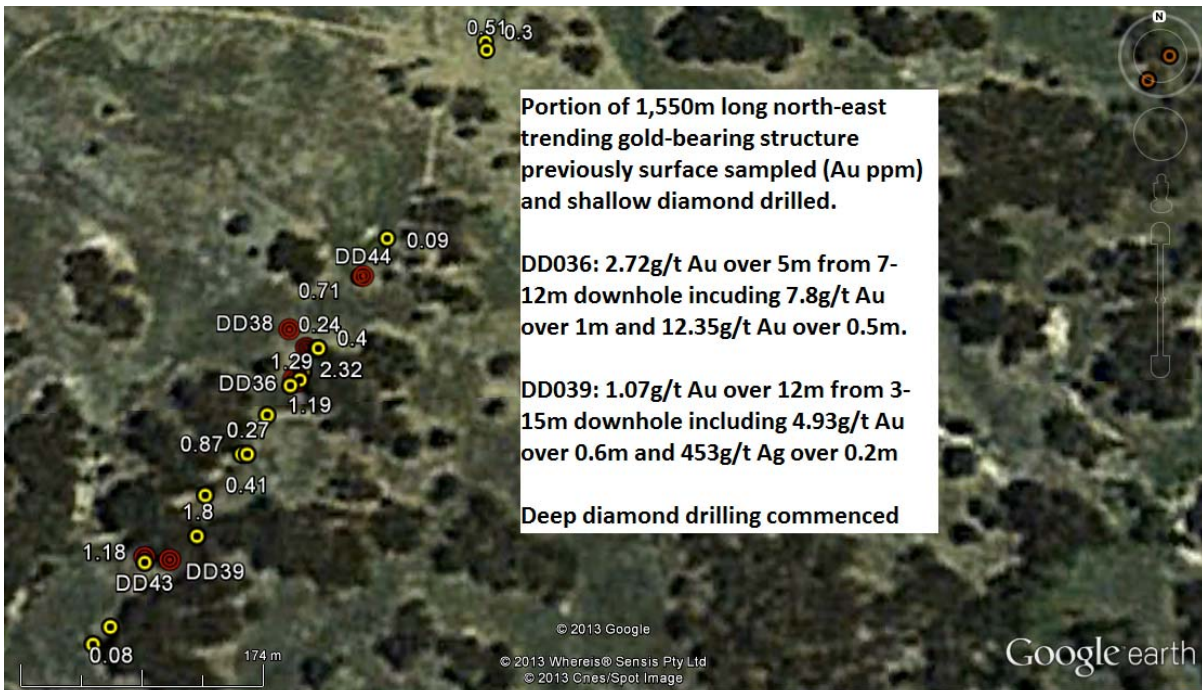 0.51 0.3
N
Portion of 1,550m long north-east
trending gold-bearing structure
previously surface sampled (Au ppm)
and shallow diamond drilled.
DD036: 2.72g/t Au over 5m from 7-
12m downhole incuding 7.8g/t Au
over 1m and 12.35g/t Au over 0.5m.
DD039: 1.07g/t Au over 12m from 3-
15m downhole including 4.93g/t Au
over 0.6m and 453g/t Ag over 0.2m
Deep diamond drilling commenced
0.09
DD44
0.71
DD38
0.24
0.4
1.29
2.32
DD36
1.19
0.27
0.87
0.41
1.8
1.18
DD43
DD39
0.08
174 m
© 2013 Google
© 2013 Whereis® Sensis Pty Ltd
© 2013 Cnes/Spot Image
Google earth